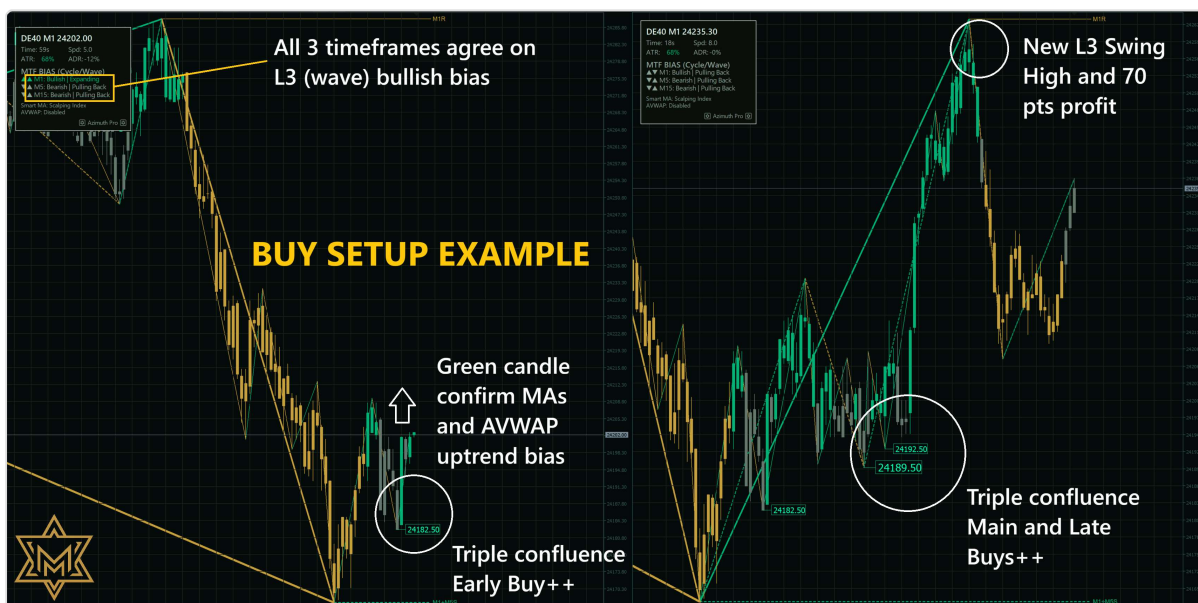 DE40 M1 24202.00
Time: 59s Spd: 5.0
ATR: 68% ADR: -12%
MTF BIAS (Cycle/Wave)
▲▲ M1: Bullish | Expanding
▼▲ M5: Bearish | Pulling Back
▼▲ M15: Bearish | Pulling Back
Smart MA: Scalping Index
AVWAP: Disabled
Azimuth Pro
All 3 timeframes agree on
L3 (wave) bullish bias
M1R
BUY SETUP EXAMPLE
Green candle
confirm MAs
and AVWAP
uptrend bias
24182.50
Triple confluence
Early Buy++
M
M1+M5S
DE40 M1 24235.30
Time: 18s Spd: 8.0
ATR: 68% ADR: -0%
MTF BIAS (Cycle/Wave)
▲▼ M1: Bullish | Pulling Back
▼▲ M5: Bearish | Pulling Back
▼▲ M15: Bearish | Pulling Back
Smart MA: Scalping Index
AVWAP: Disabled
Azimuth Pro
M1R
New L3 Swing
High and 70
pts profit
24192.50
24189.50
24182.50
Triple confluence
Main and Late
Buys++